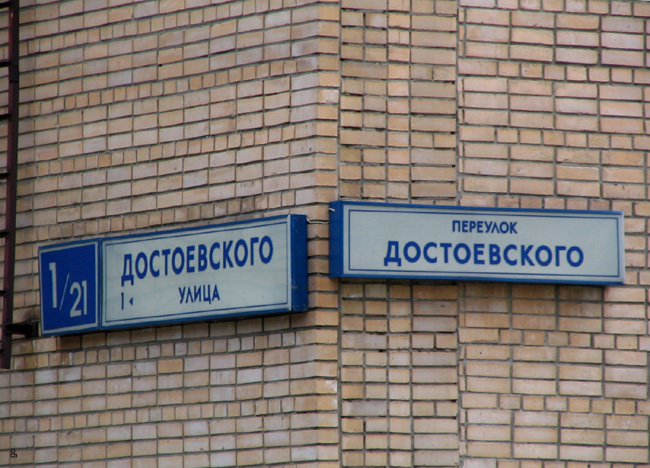 1/21
ДОСТОЕВСКОГО
1
УЛИЦА
ПЕРЕУЛОК
ДОСТОЕВСКОГО